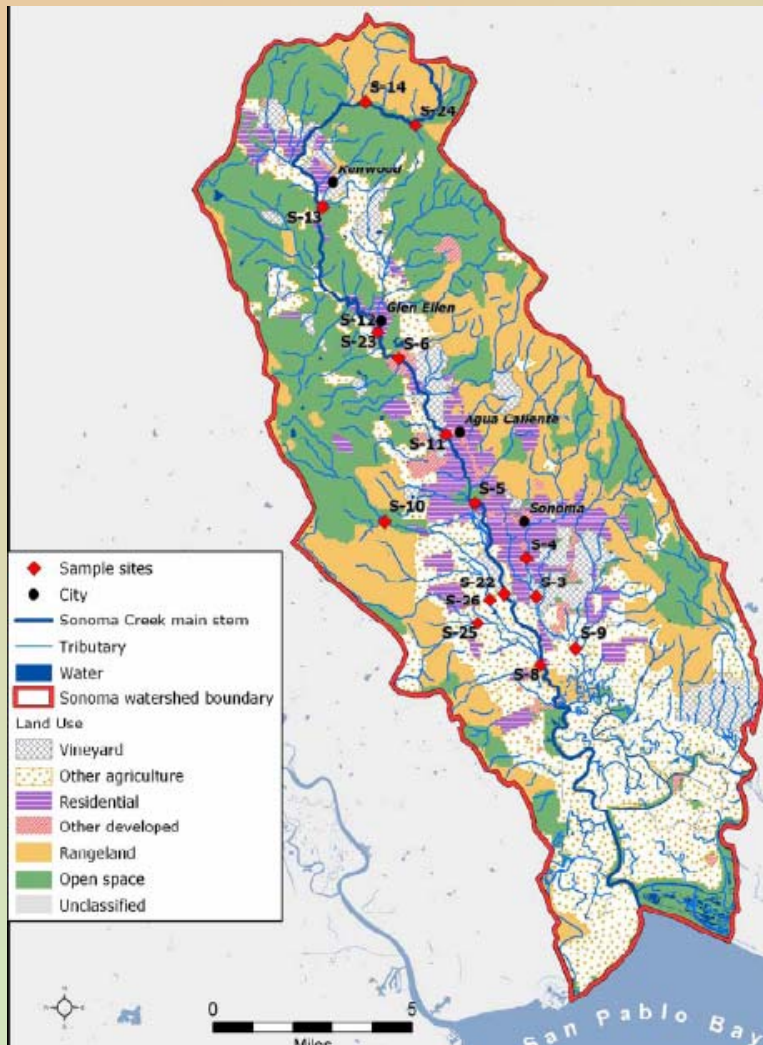 S-14
S-24
Kenwood
S-13
Glen Ellen
S-12
S-23
S-6
Agua Caliente
S-11
S-5
S-10
Sonoma
S-4
S-22
S-3
S-26
S-25
S-9
S-8
Sample sites
City
Sonoma Creek main stem
Tributary
Water
Sonoma watershed boundary
Land Use
Vineyard
Other agriculture
Residential
Other developed
Rangeland
Open space
Unclassified
0 5
Miles
San Pablo Bay